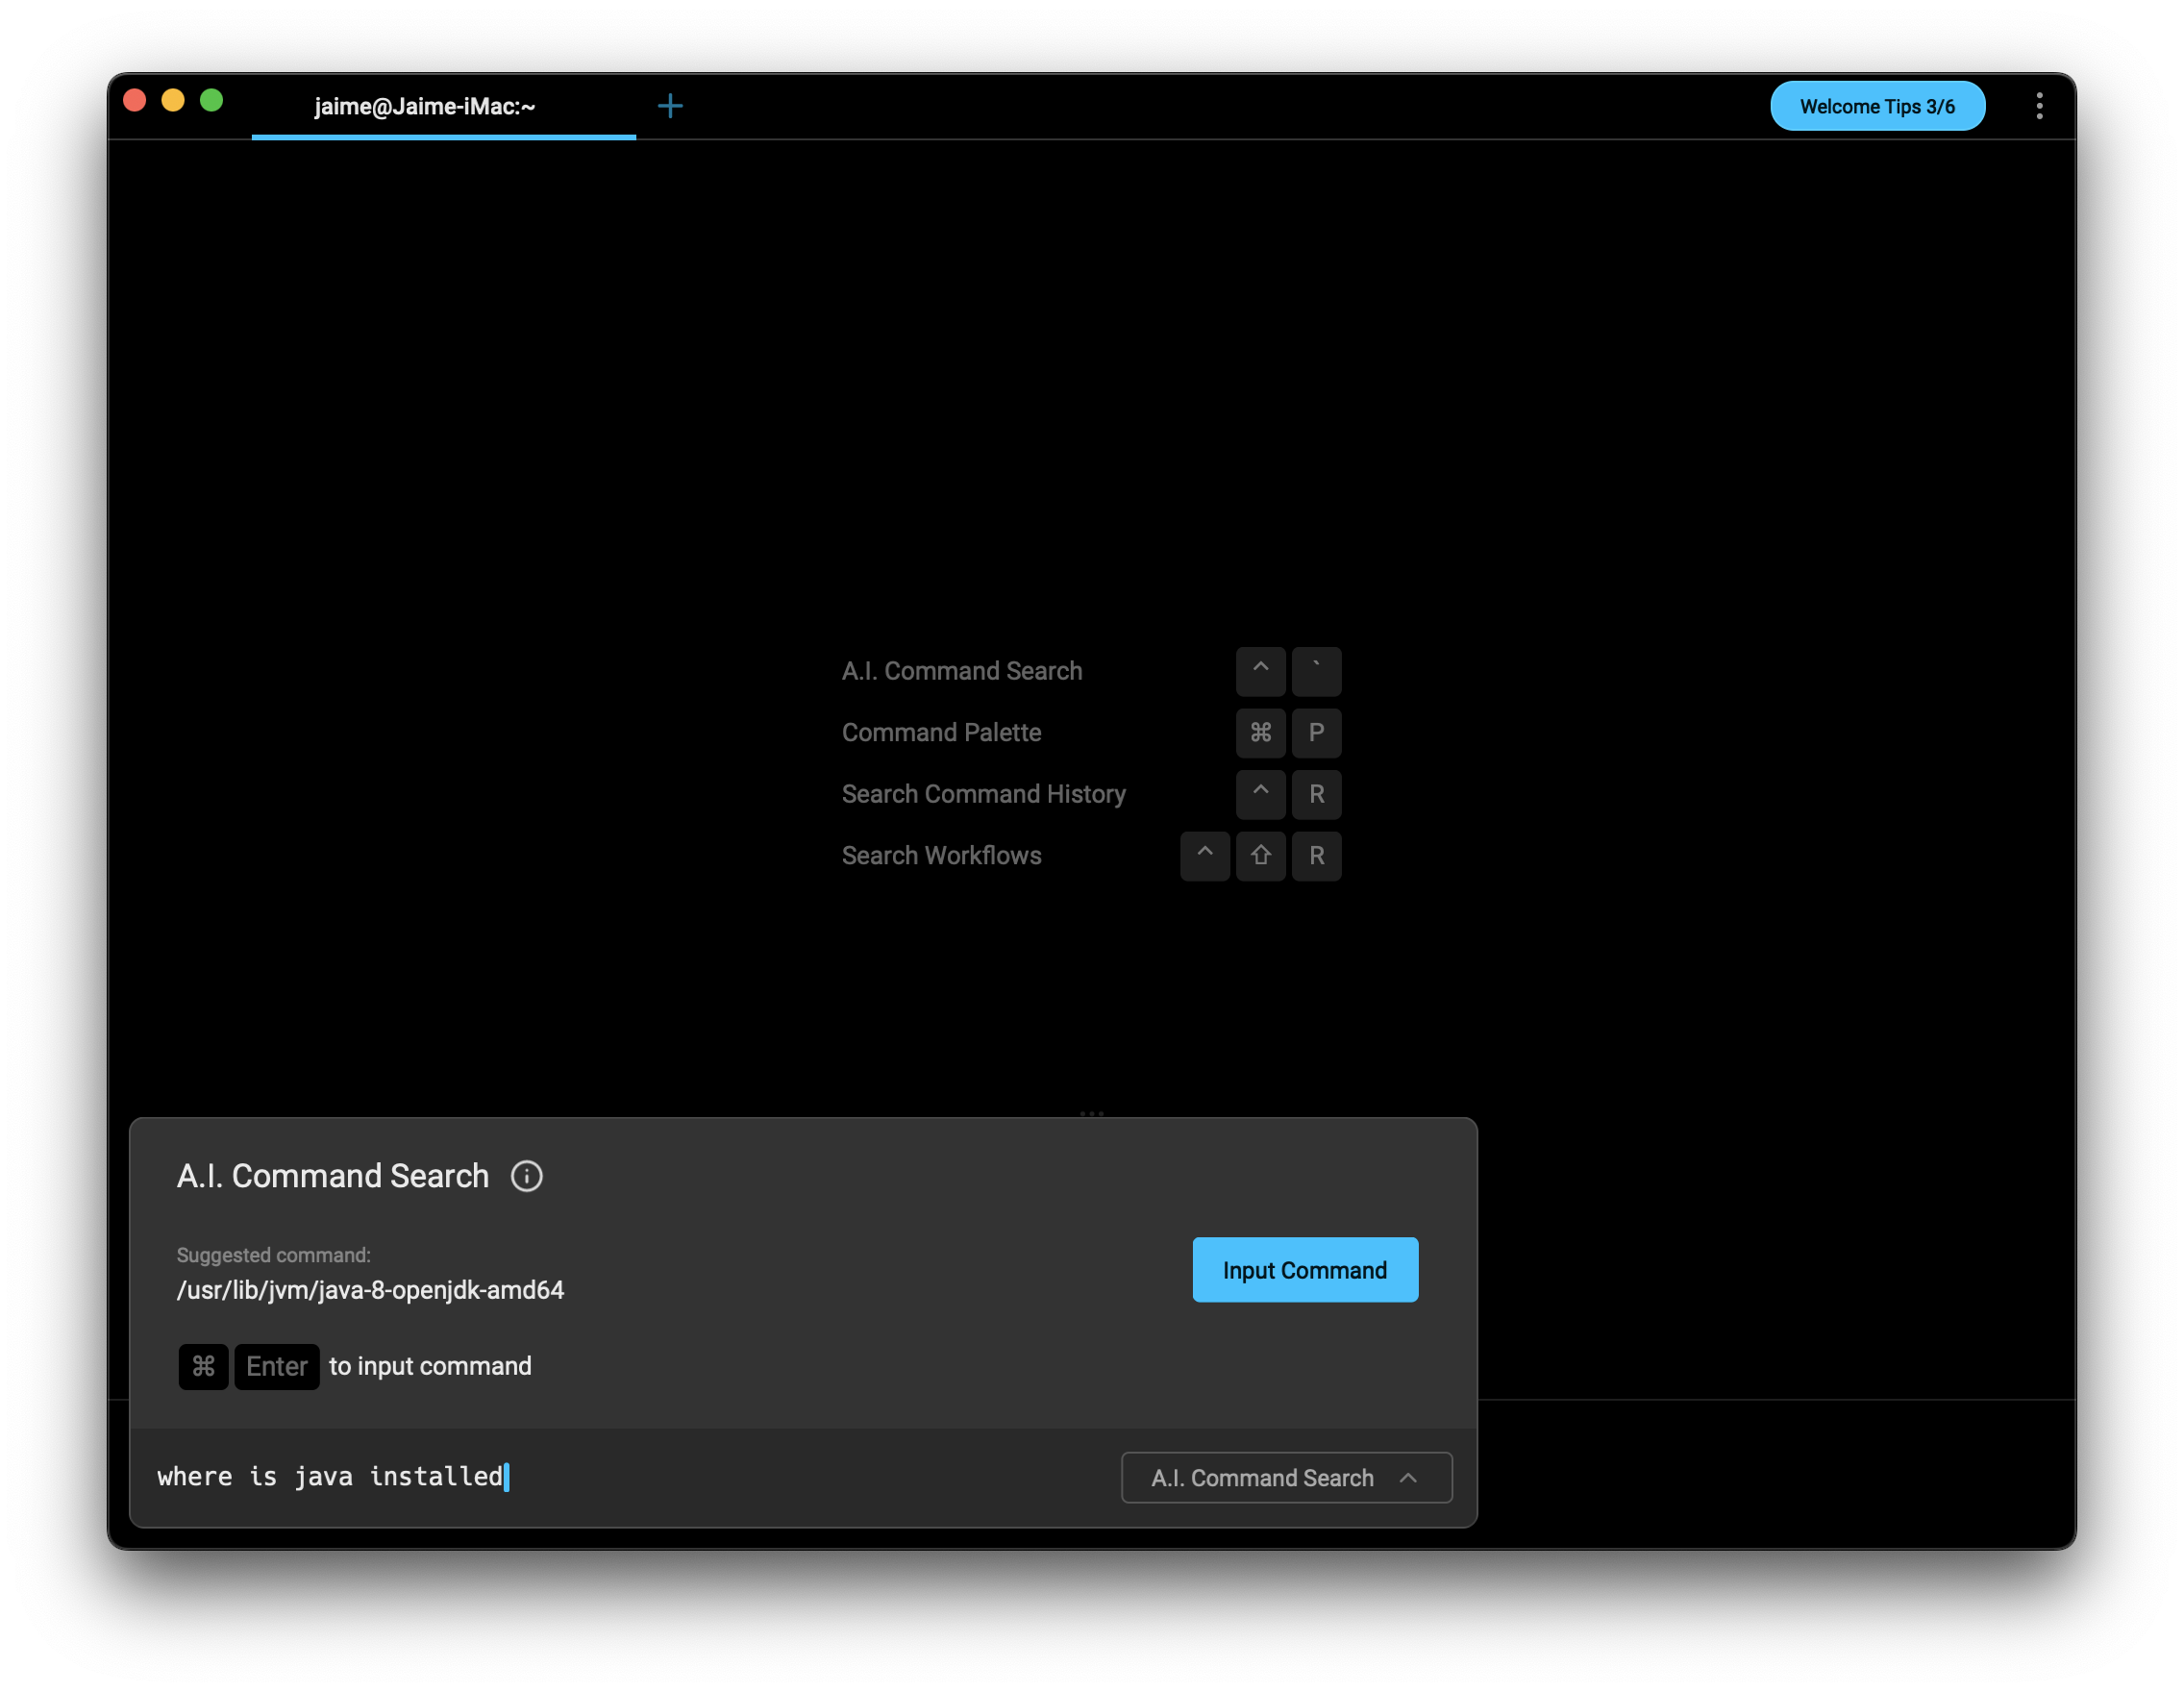 jaime@Jaime-iMac:~ +
Welcome Tips 3/6
A.I. Command Search ^ `
Command Palette ⌘ P
Search Command History ^ R
Search Workflows ^ ⇧ R
A.I. Command Search
Suggested command:
/usr/lib/jvm/java-8-openjdk-amd64
Input Command
⌘ Enter to input command
where is java installed
A.I. Command Search